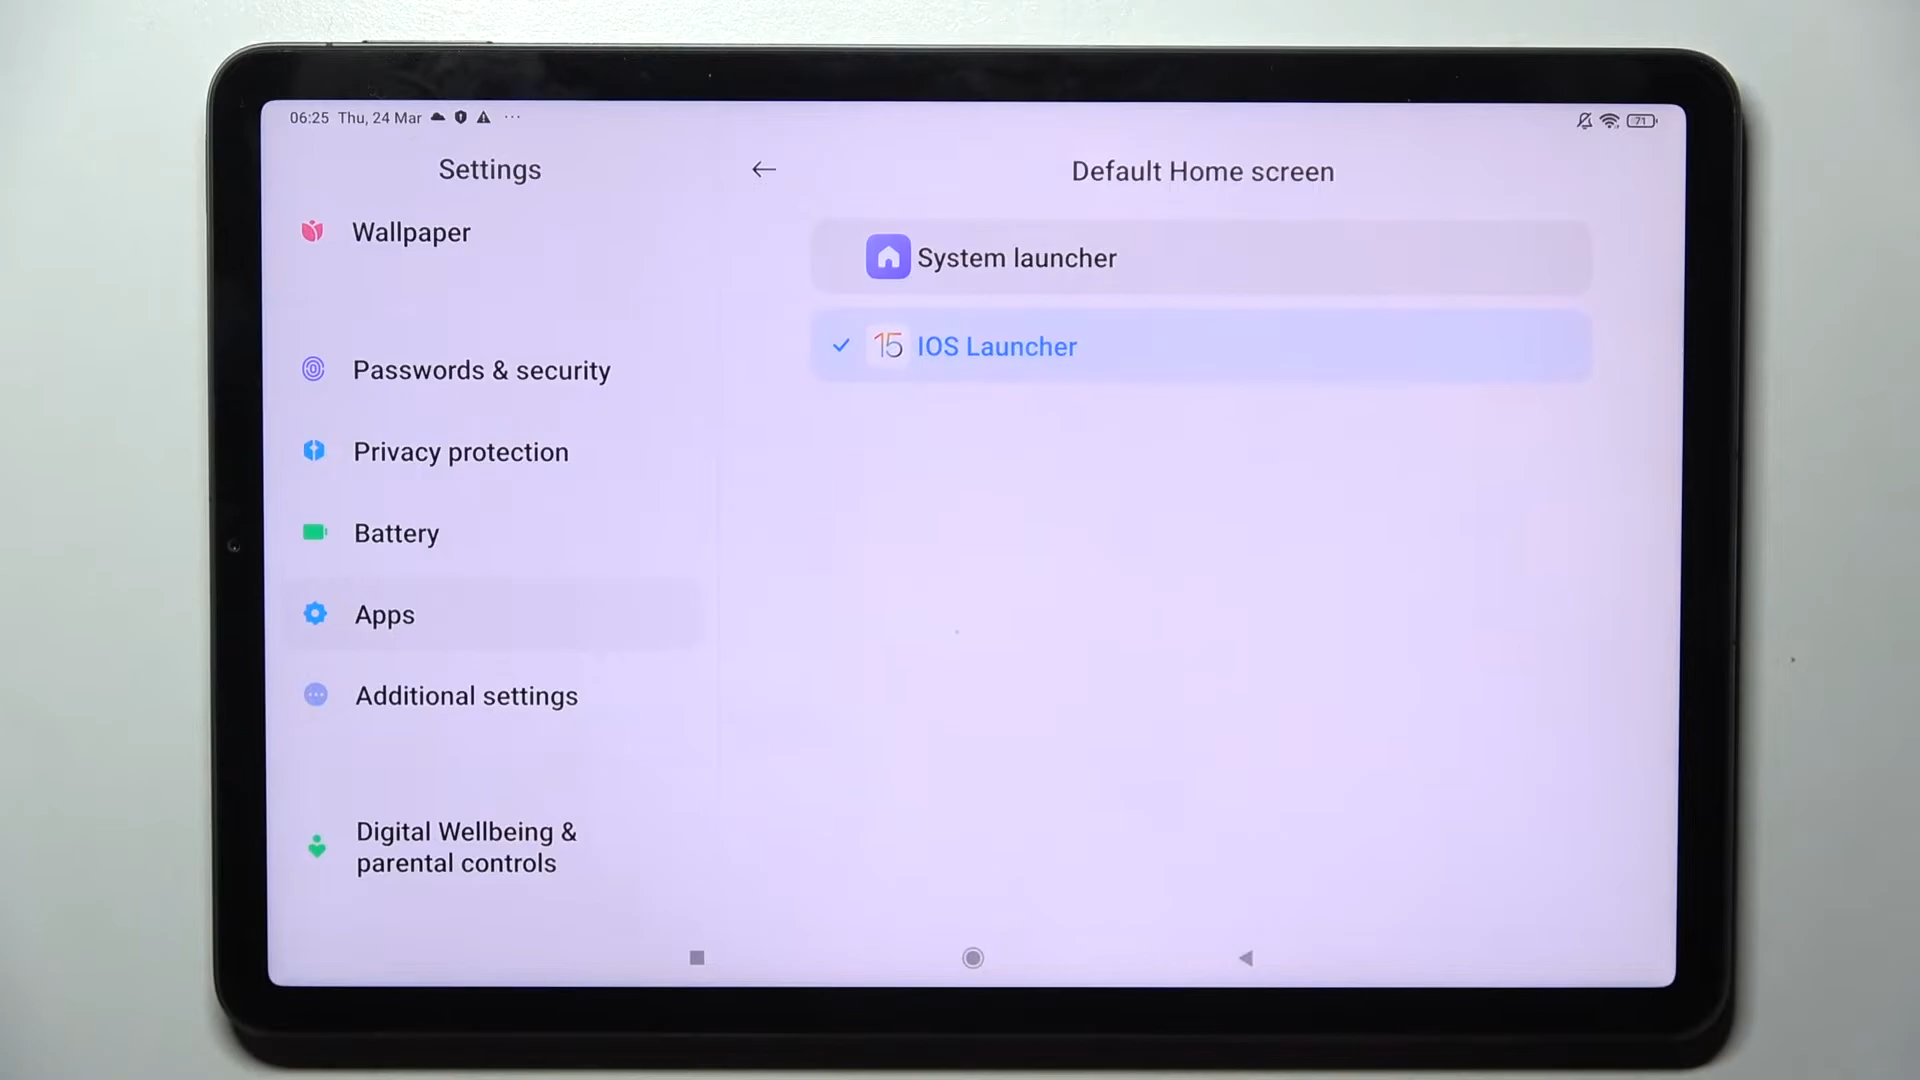 06:25 Thu, 24 Mar ···
71
Settings
Default Home screen
Wallpaper
System launcher
15 IOS Launcher
Passwords & security
Privacy protection
Battery
Apps
Additional settings
Digital Wellbeing &
parental controls